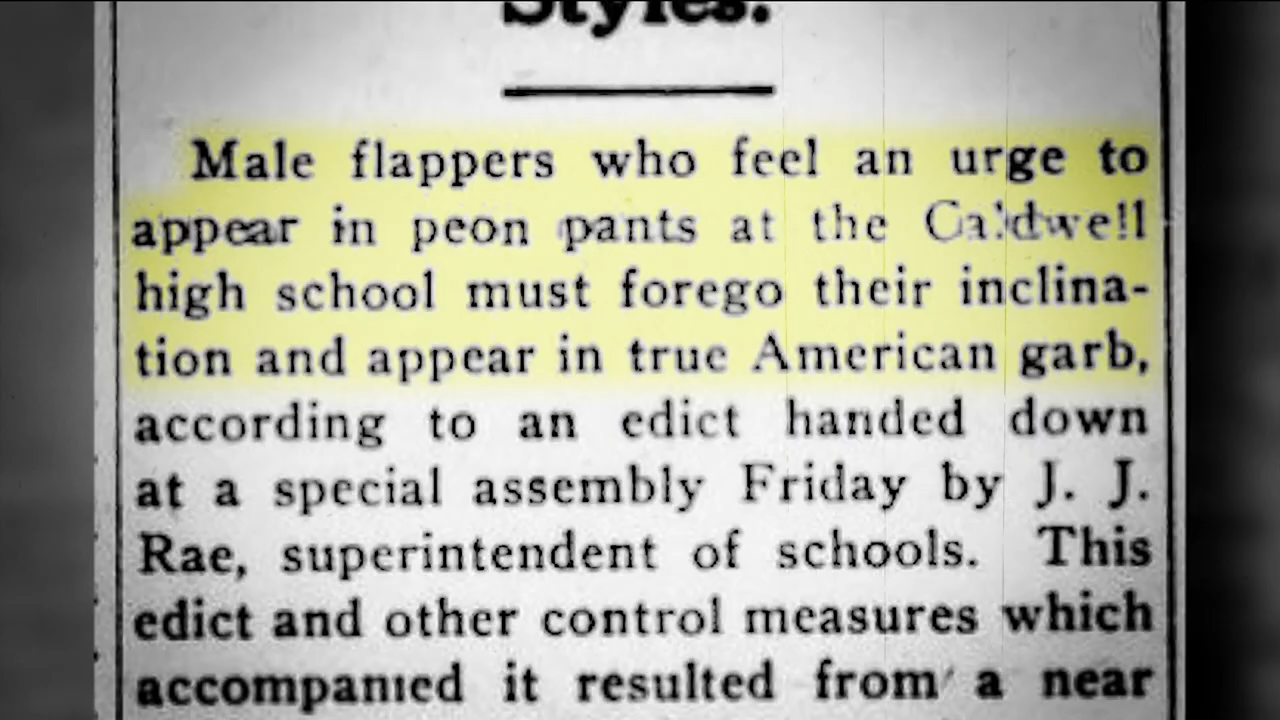 Styles.
Male flappers who feel an urge to
appear in peon pants at the Caldwell
high school must forego their inclina-
tion and appear in true American garb,
according to an edict handed down
at a special assembly Friday by J. J.
Rae, superintendent of schools. This
edict and other control measures which
accompanied it resulted from a near